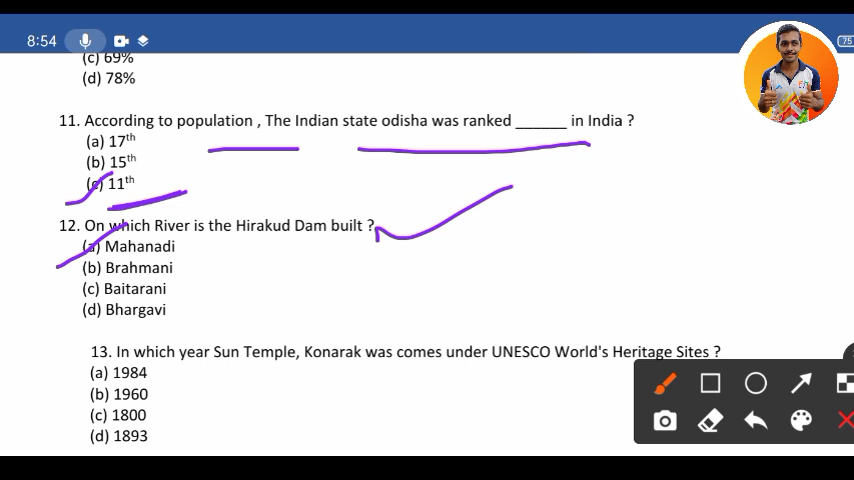 8:54
75
(c) 69%
(d) 78%
11. According to population , The Indian state odisha was ranked ______ in India ?
(a) 17th
(b) 15th
(c) 11th
12. On which River is the Hirakud Dam built ?
(a) Mahanadi
(b) Brahmani
(c) Baitarani
(d) Bhargavi
13. In which year Sun Temple, Konarak was comes under UNESCO World's Heritage Sites ?
(a) 1984
(b) 1960
(c) 1800
(d) 1893